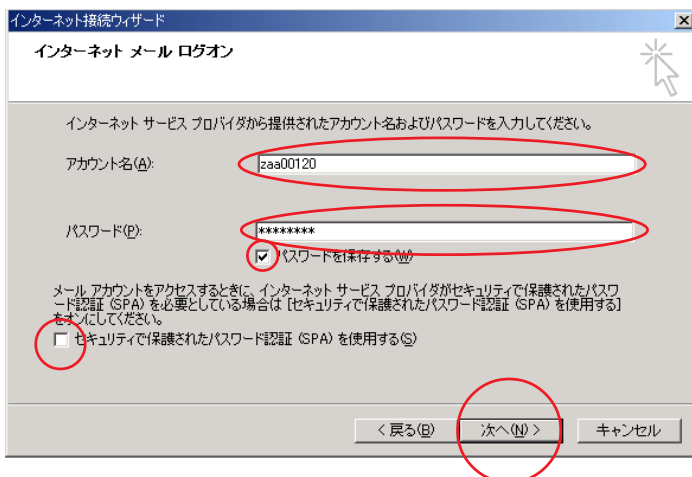 インターネット接続ウィザード
インターネット メール ログオン
インターネット サービス プロバイダから提供されたアカウント名およびパスワードを入力してください。
アカウント名(A): zaa00120
パスワード(P): ********
パスワードを保存する(W)
メール アカウントをアクセスするときに、インターネット サービス プロバイダがセキュリティで保護されたパスワ
ード認証 (SPA) を必要としている場合は [セキュリティで保護されたパスワード認証 (SPA) を使用する]
をオンにしてください。
セキュリティで保護されたパスワード認証 (SPA) を使用する(S)
< 戻る(B) 次へ(N) > キャンセル